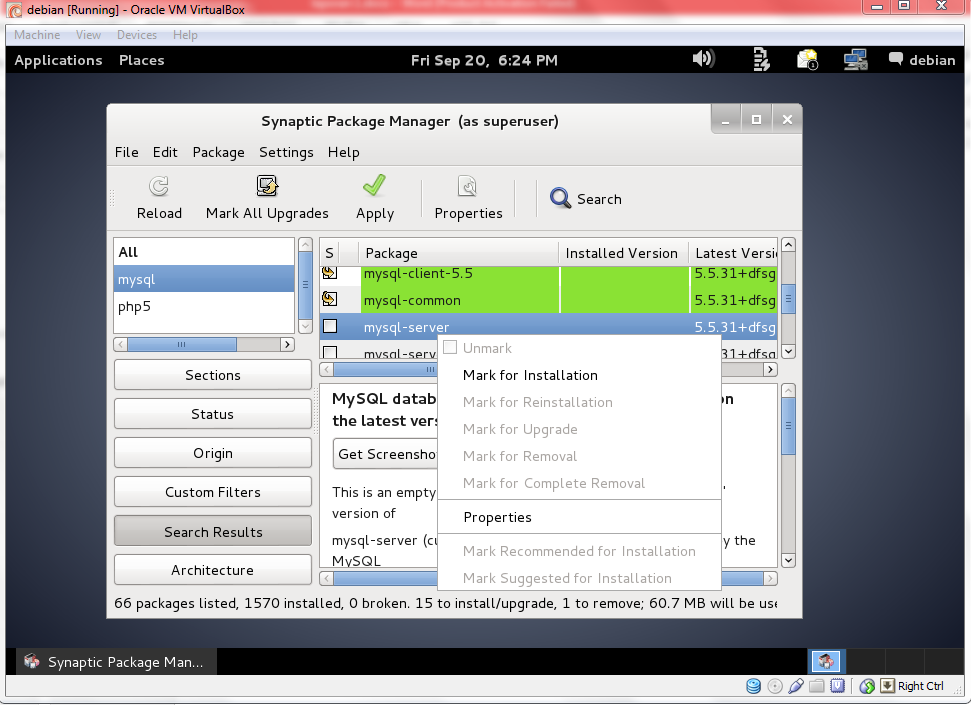 debian [Running] - Oracle VM VirtualBox
Machine View Devices Help
Applications Places Fri Sep 20, 6:24 PM 1 debian
Synaptic Package Manager (as superuser)
File Edit Package Settings Help
Reload Mark All Upgrades Apply Properties Search
All
mysql
php5
S Package Installed Version Latest Versi
mysql-client-5.5 5.5.31+dfsg
mysql-common 5.5.31+dfsg
mysql-server 5.5.31+dfsg
mysql-serv 31+dfsg
Sections
Status
Origin
Custom Filters
Search Results
Architecture
MySQL datab on
the latest vers
Get Screensho
This is an empty
version of
mysql-server (cu y the
MySQL
Unmark
Mark for Installation
Mark for Reinstallation
Mark for Upgrade
Mark for Removal
Mark for Complete Removal
Properties
Mark Recommended for Installation
Mark Suggested for Installation
66 packages listed, 1570 installed, 0 broken. 15 to install/upgrade, 1 to remove; 60.7 MB will be use
Synaptic Package Man...
Right Ctrl